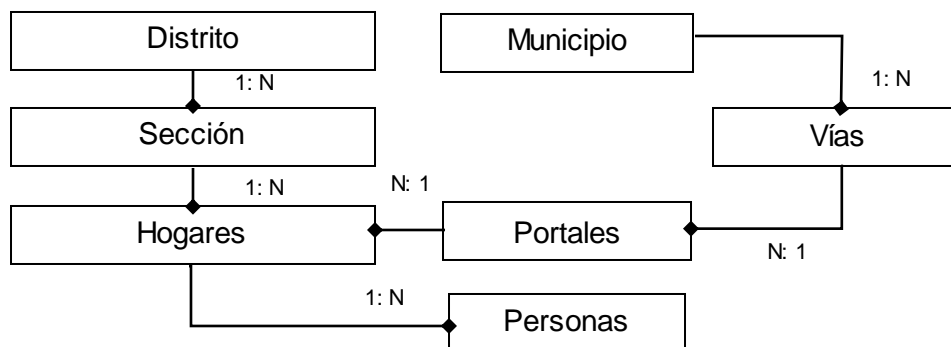 Distrito
Municipio
1: N
1: N
Sección
Vías
1: N
N: 1
Hogares
Portales
N: 1
1: N
Personas